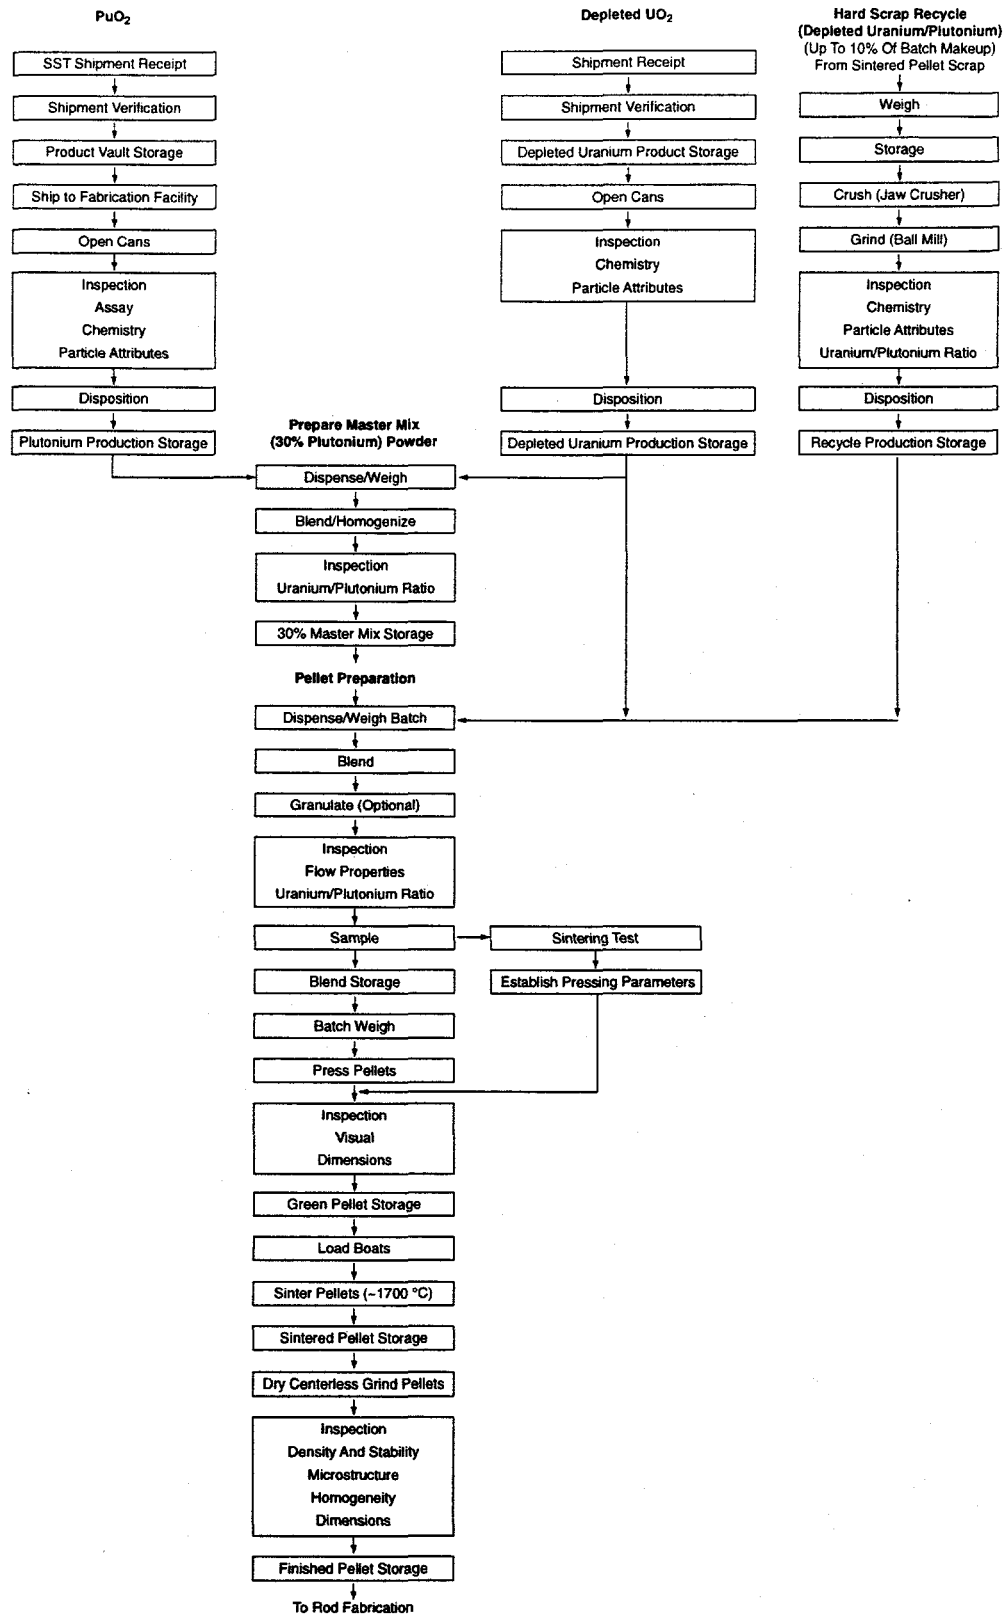 PuO₂
SST Shipment Receipt
Shipment Verification
Product Vault Storage
Ship to Fabrication Facility
Open Cans
Inspection
Assay
Chemistry
Particle Attributes
Disposition
Plutonium Production Storage
Depleted UO₂
Shipment Receipt
Shipment Verification
Depleted Uranium Product Storage
Open Cans
Inspection
Chemistry
Particle Attributes
Disposition
Depleted Uranium Production Storage
Hard Scrap Recycle
(Depleted Uranium/Plutonium)
(Up To 10% Of Batch Makeup)
From Sintered Pellet Scrap
Weigh
Storage
Crush (Jaw Crusher)
Grind (Ball Mill)
Inspection
Chemistry
Particle Attributes
Uranium/Plutonium Ratio
Disposition
Recycle Production Storage
Prepare Master Mix
(30% Plutonium) Powder
Dispense/Weigh
Blend/Homogenize
Inspection
Uranium/Plutonium Ratio
30% Master Mix Storage
Pellet Preparation
Dispense/Weigh Batch
Blend
Granulate (Optional)
Inspection
Flow Properties
Uranium/Plutonium Ratio
Sample
Sintering Test
Blend Storage
Establish Pressing Parameters
Batch Weigh
Press Pellets
Inspection
Visual
Dimensions
Green Pellet Storage
Load Boats
Sinter Pellets (~1700 °C)
Sintered Pellet Storage
Dry Centerless Grind Pellets
Inspection
Density And Stability
Microstructure
Homogeneity
Dimensions
Finished Pellet Storage
To Rod Fabrication